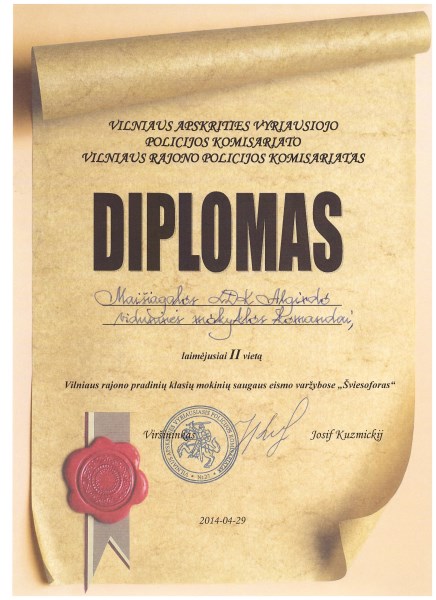 VILNIAUS APSKRITIES VYRIAUSIOJO
POLICIJOS KOMISARIATO
VILNIAUS RAJONO POLICIJOS KOMISARIATAS
DIPLOMAS
Maišiagalos LDK Algirdo
vidurinės mokyklos komandai,
laimėjusiai II vietą
Vilniaus rajono pradinių klasių mokinių saugaus eismo varžybose „Šviesoforas“
Viršininkas
Josif Kuzmickij
2014-04-29